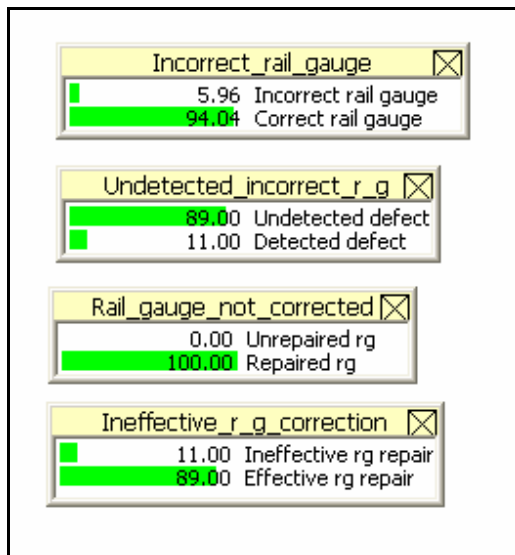 Incorrect_rail_gauge
5.96 Incorrect rail gauge
94.04 Correct rail gauge
Undetected_incorrect_r_g
89.00 Undetected defect
11.00 Detected defect
Rail_gauge_not_corrected
0.00 Unrepaired rg
100.00 Repaired rg
Ineffective_r_g_correction
11.00 Ineffective rg repair
89.00 Effective rg repair